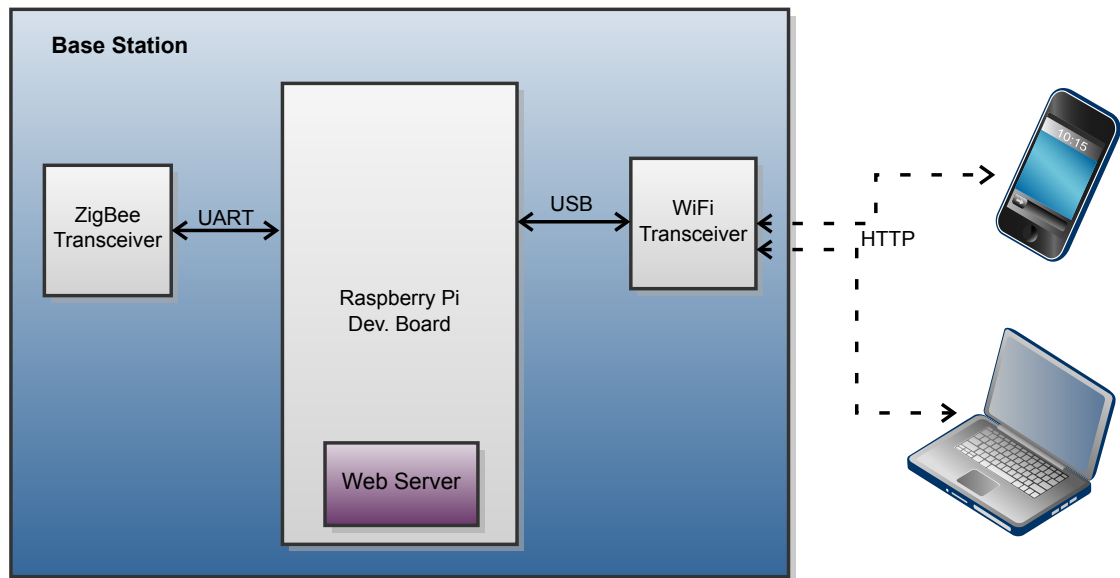 Base Station
ZigBee
Transceiver
UART
Raspberry Pi
Dev. Board
Web Server
USB
WiFi
Transceiver
HTTP
10:15